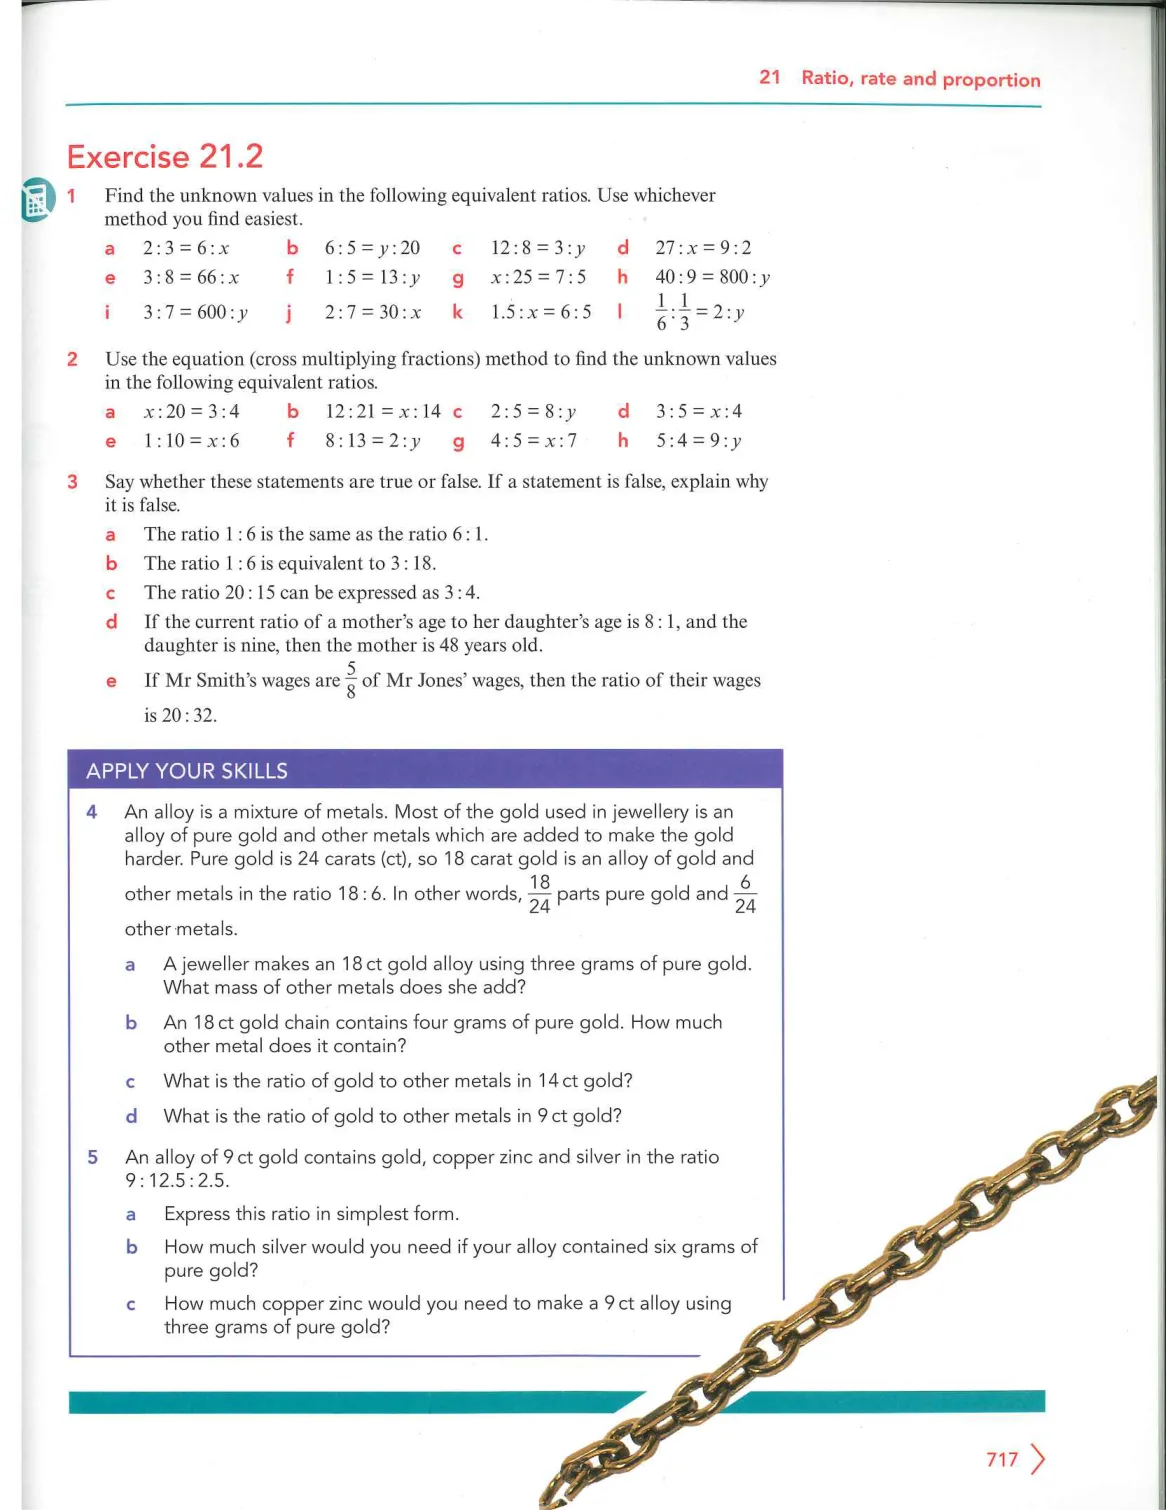 21 Ratio, rate and proportion
Exercise 21.2
1 Find the unknown values in the following equivalent ratios. Use whichever
method you find easiest.
a 2 : 3 = 6 : x b 6 : 5 = y : 20 c 12 : 8 = 3 : y d 27 : x = 9 : 2
e 3 : 8 = 66 : x f 1 : 5 = 13 : y g x : 25 = 7 : 5 h 40 : 9 = 800 : y
i 3 : 7 = 600 : y j 2 : 7 = 30 : x k 1.5 : x = 6 : 5 l 1/6 : 1/3 = 2 : y
2 Use the equation (cross multiplying fractions) method to find the unknown values
in the following equivalent ratios.
a x : 20 = 3 : 4 b 12 : 21 = x : 14 c 2 : 5 = 8 : y d 3 : 5 = x : 4
e 1 : 10 = x : 6 f 8 : 13 = 2 : y g 4 : 5 = x : 7 h 5 : 4 = 9 : y
3 Say whether these statements are true or false. If a statement is false, explain why
it is false.
a The ratio 1 : 6 is the same as the ratio 6 : 1.
b The ratio 1 : 6 is equivalent to 3 : 18.
c The ratio 20 : 15 can be expressed as 3 : 4.
d If the current ratio of a mother's age to her daughter's age is 8 : 1, and the
daughter is nine, then the mother is 48 years old.
e If Mr Smith's wages are 5/8 of Mr Jones' wages, then the ratio of their wages
is 20 : 32.
APPLY YOUR SKILLS
4 An alloy is a mixture of metals. Most of the gold used in jewellery is an
alloy of pure gold and other metals which are added to make the gold
harder. Pure gold is 24 carats (ct), so 18 carat gold is an alloy of gold and
other metals in the ratio 18 : 6. In other words, 18/24 parts pure gold and 6/24
other metals.
a A jeweller makes an 18 ct gold alloy using three grams of pure gold.
What mass of other metals does she add?
b An 18 ct gold chain contains four grams of pure gold. How much
other metal does it contain?
c What is the ratio of gold to other metals in 14 ct gold?
d What is the ratio of gold to other metals in 9 ct gold?
5 An alloy of 9 ct gold contains gold, copper zinc and silver in the ratio
9 : 12.5 : 2.5.
a Express this ratio in simplest form.
b How much silver would you need if your alloy contained six grams of
pure gold?
c How much copper zinc would you need to make a 9 ct alloy using
three grams of pure gold?
717